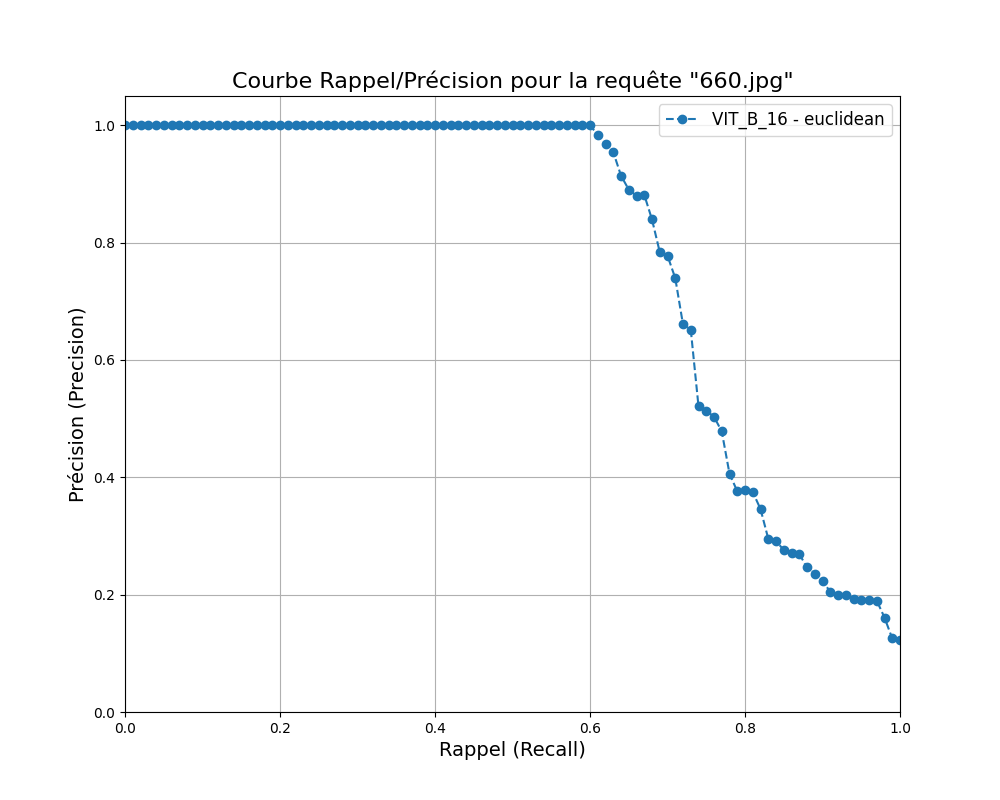 Courbe Rappel/Précision pour la requête "660.jpg"
VIT_B_16 - euclidean
1.0
0.8
0.6
0.4
0.2
0.0
Précision (Precision)
0.0 0.2 0.4 0.6 0.8 1.0
Rappel (Recall)